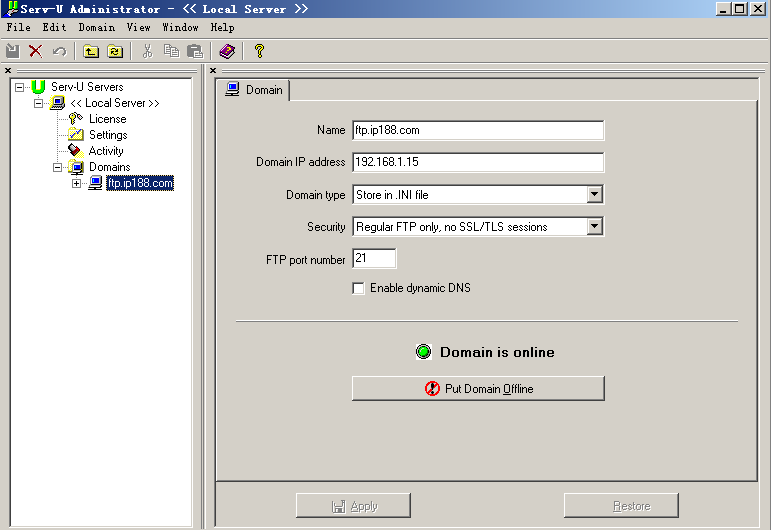 Serv-U Administrator - << Local Server >>
File Edit Domain View Window Help
Serv-U Servers
<< Local Server >>
License
Settings
Activity
Domains
ftp.ip188.com
Domain
Name ftp.ip188.com
Domain IP address 192.168.1.15
Domain type Store in .INI file
Security Regular FTP only, no SSL/TLS sessions
FTP port number 21
Enable dynamic DNS
Domain is online
Put Domain Offline
Apply Restore